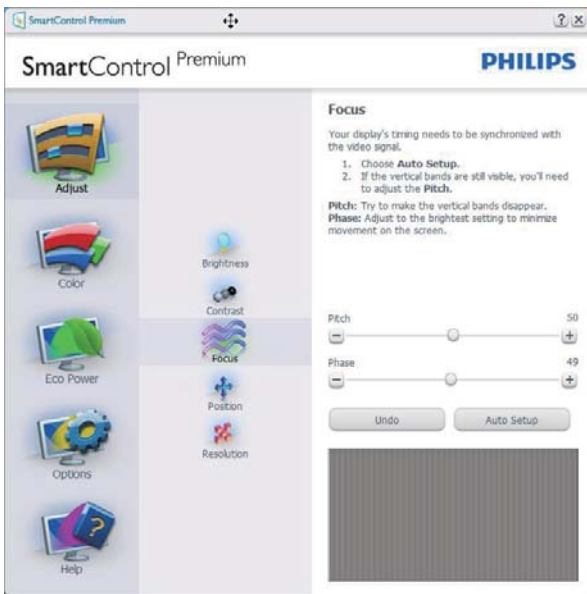 SmartControl Premium
? x
SmartControl Premium
PHILIPS
Adjust
Color
Eco Power
Options
? 
Help
Brightness
Contrast
Focus
Position
Resolution
Focus
Your display's timing needs to be synchronized with
the video signal.
1. Choose Auto Setup.
2. If the vertical bands are still visible, you'll need
to adjust the Pitch.
Pitch: Try to make the vertical bands disappear.
Phase: Adjust to the brightest setting to minimize
movement on the screen.
Pitch 50
− +
Phase 49
− +
Undo Auto Setup